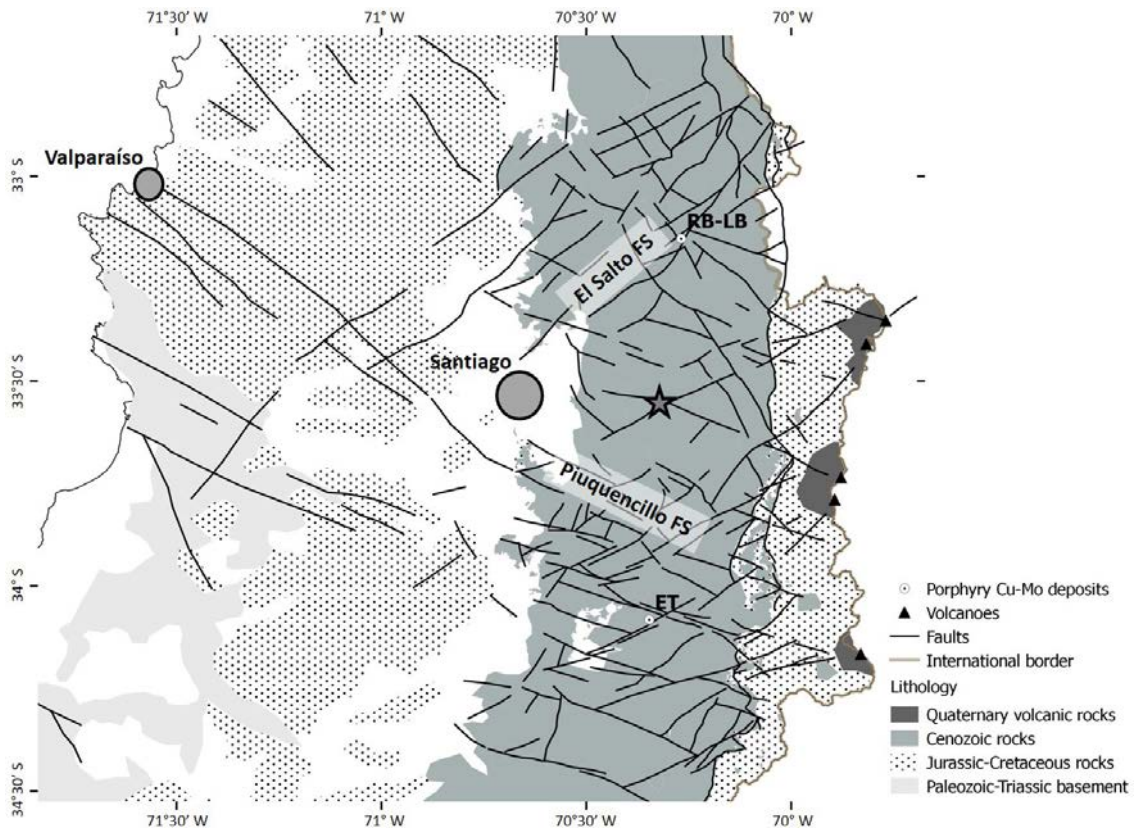 71°30' W
71° W
70°30' W
70° W
Valparaíso
33° S
RB-LB
El Salto FS
Santiago
33°30' S
Piuquencillo FS
34° S
ET
34°30' S
Porphyry Cu-Mo deposits
Volcanoes
Faults
International border
Lithology
Quaternary volcanic rocks
Cenozoic rocks
Jurassic-Cretaceous rocks
Paleozoic-Triassic basement
71°30' W
71° W
70°30' W
70° W